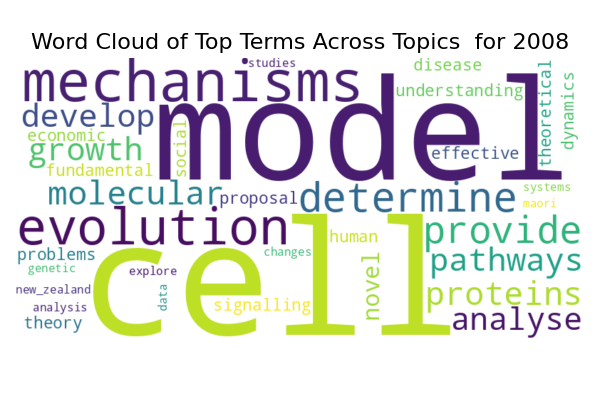 Word Cloud of Top Terms Across Topics for 2008
studies
disease
mechanisms
model
understanding
theoretical
dynamics
develop
economic
growth
social
effective
fundamental
molecular
proposal
determine
systems
maori
evolution
cell
provide
human
problems
changes
novel
pathways
genetic
explore
new_zealand
data
signalling
proteins
analysis
theory
analyse